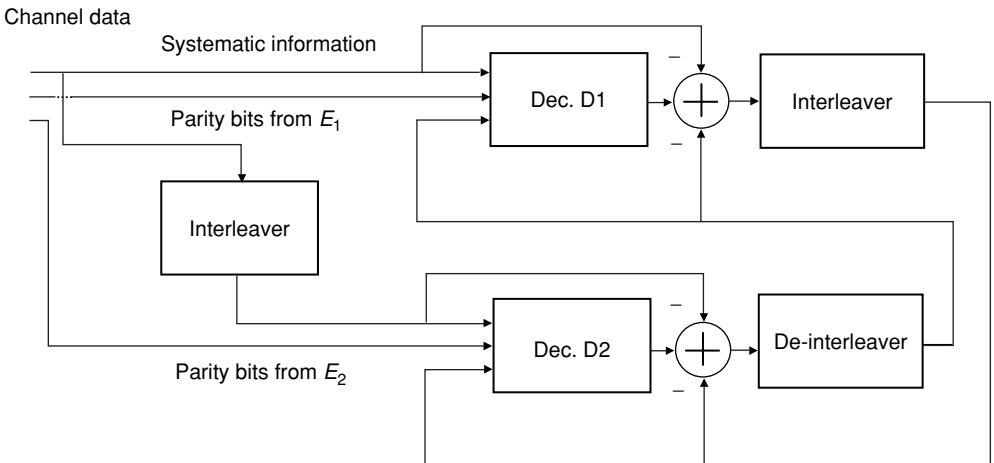 Channel data
Systematic information
Dec. D1
Interleaver
Parity bits from E1
Interleaver
Dec. D2
De-interleaver
Parity bits from E2
− 
−
−
−